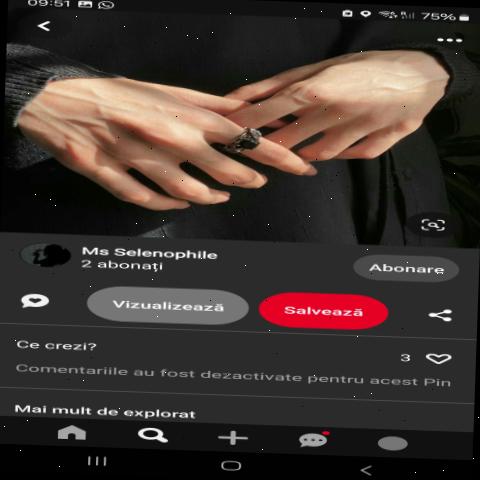 09:51
75%
Ms Selenophile
2 abonați
Abonare
Vizualizează
Salvează
Ce crezi?
3
Comentariile au fost dezactivate pentru acest Pin
Mai mult de explorat